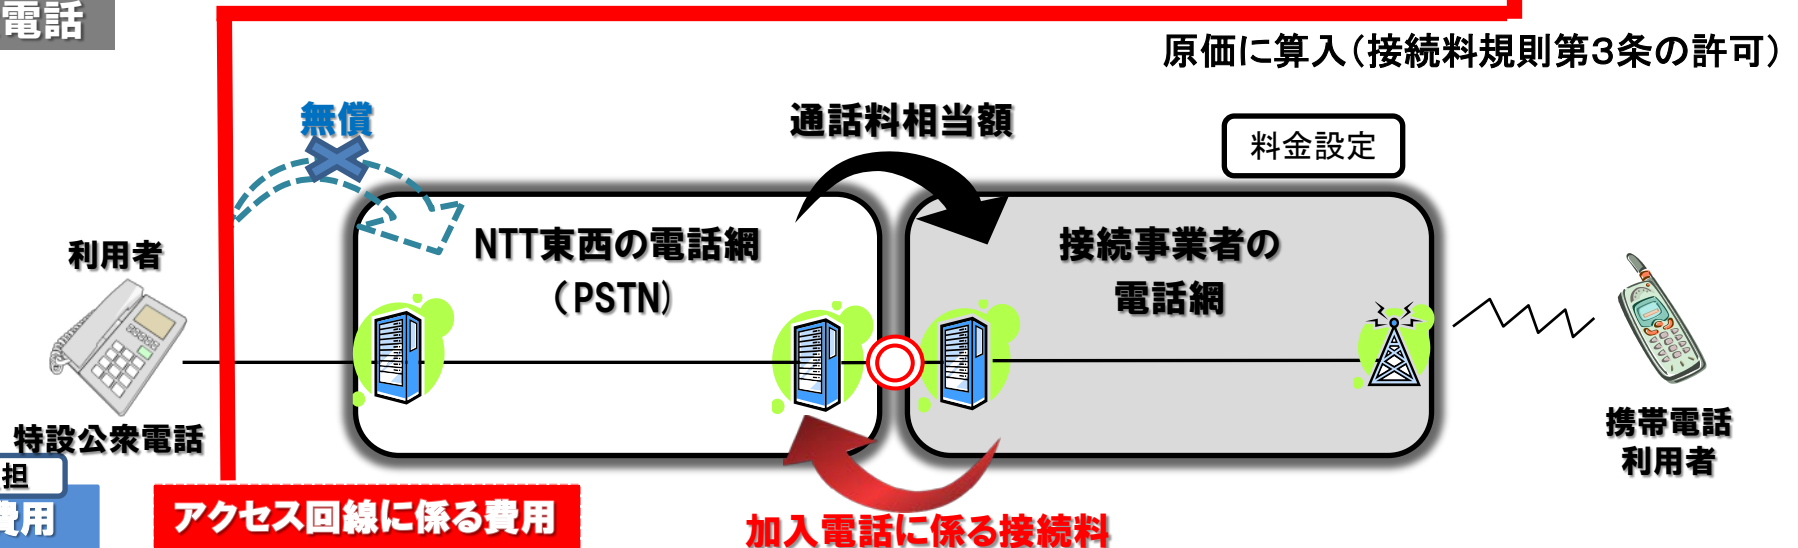 電話
原価に算入（接続料規則第３条の許可）
無償
通話料相当額
料金設定
利用者
NTT東西の電話網
（PSTN）
接続事業者の
電話網
特設公衆電話
担
費用
アクセス回線に係る費用
加入電話に係る接続料
携帯電話
利用者